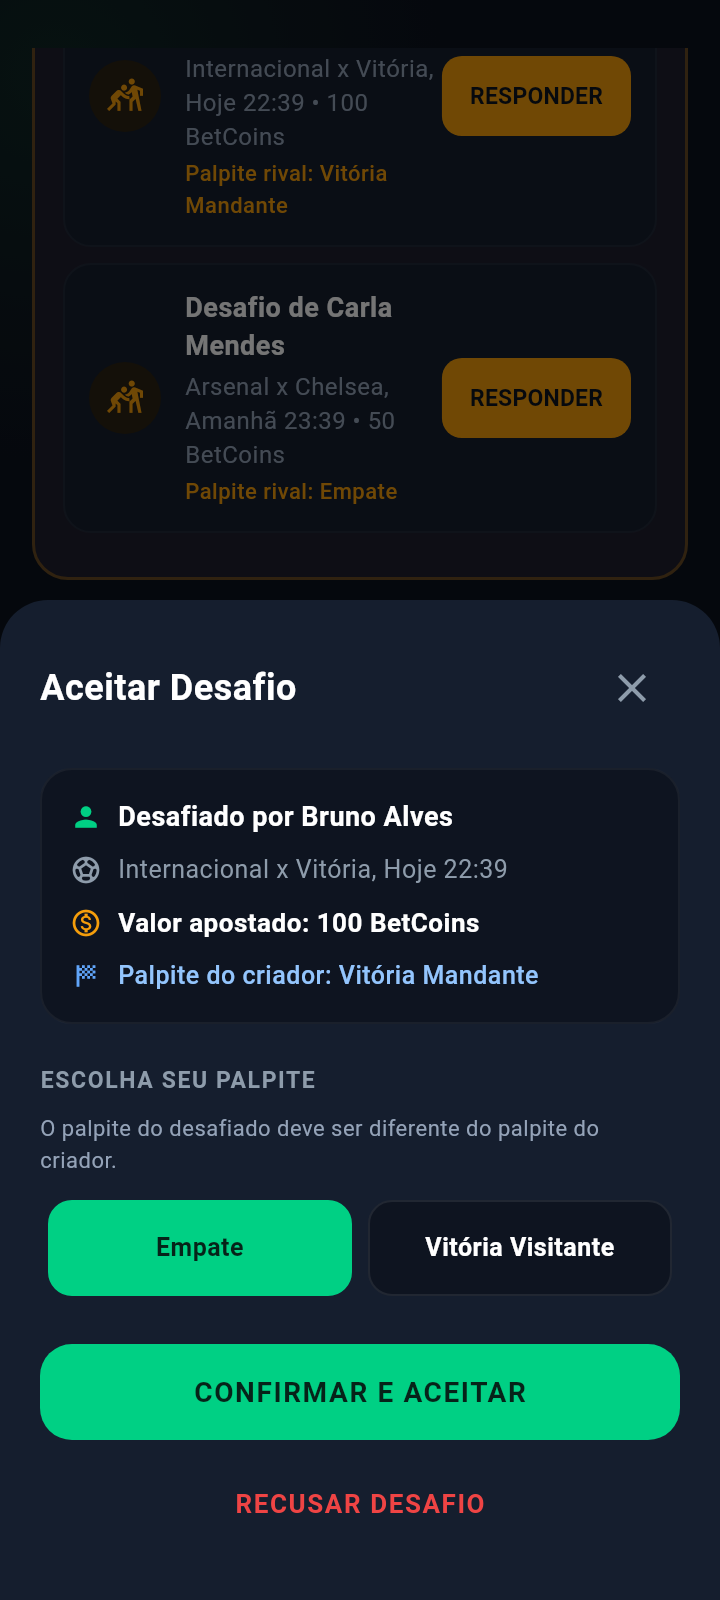 Internacional x Vitória,
Hoje 22:39 • 100
BetCoins
Palpite rival: Vitória
Mandante
RESPONDER
Desafio de Carla
Mendes
Arsenal x Chelsea,
Amanhã 23:39 • 50
BetCoins
Palpite rival: Empate
RESPONDER
Aceitar Desafio
Desafiado por Bruno Alves
Internacional x Vitória, Hoje 22:39
Valor apostado: 100 BetCoins
Palpite do criador: Vitória Mandante
ESCOLHA SEU PALPITE
O palpite do desafiado deve ser diferente do palpite do
criador.
Empate
Vitória Visitante
CONFIRMAR E ACEITAR
RECUSAR DESAFIO